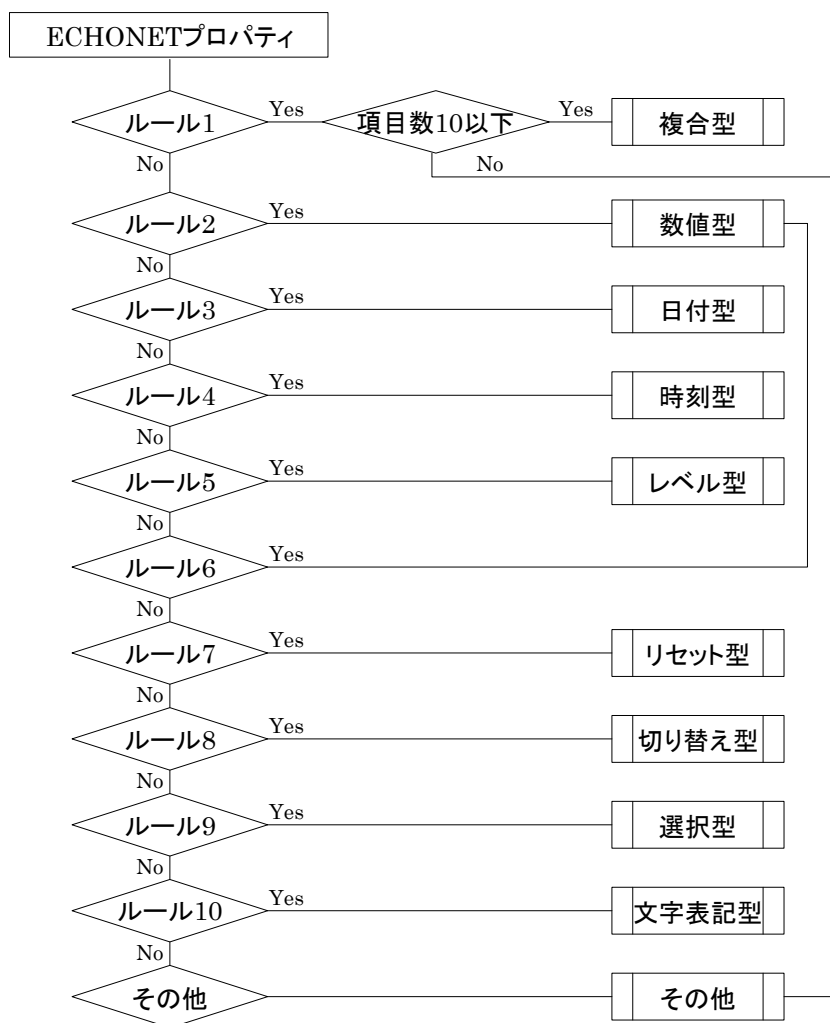 ECHONETプロパティ
ルール1
Yes
項目数10以下
Yes
複合型
No
No
ルール2
Yes
数値型
No
ルール3
Yes
日付型
No
ルール4
Yes
時刻型
No
ルール5
Yes
レベル型
No
ルール6
Yes
No
ルール7
Yes
リセット型
No
ルール8
Yes
切り替え型
No
ルール9
Yes
選択型
No
ルール10
Yes
文字表記型
No
その他
その他